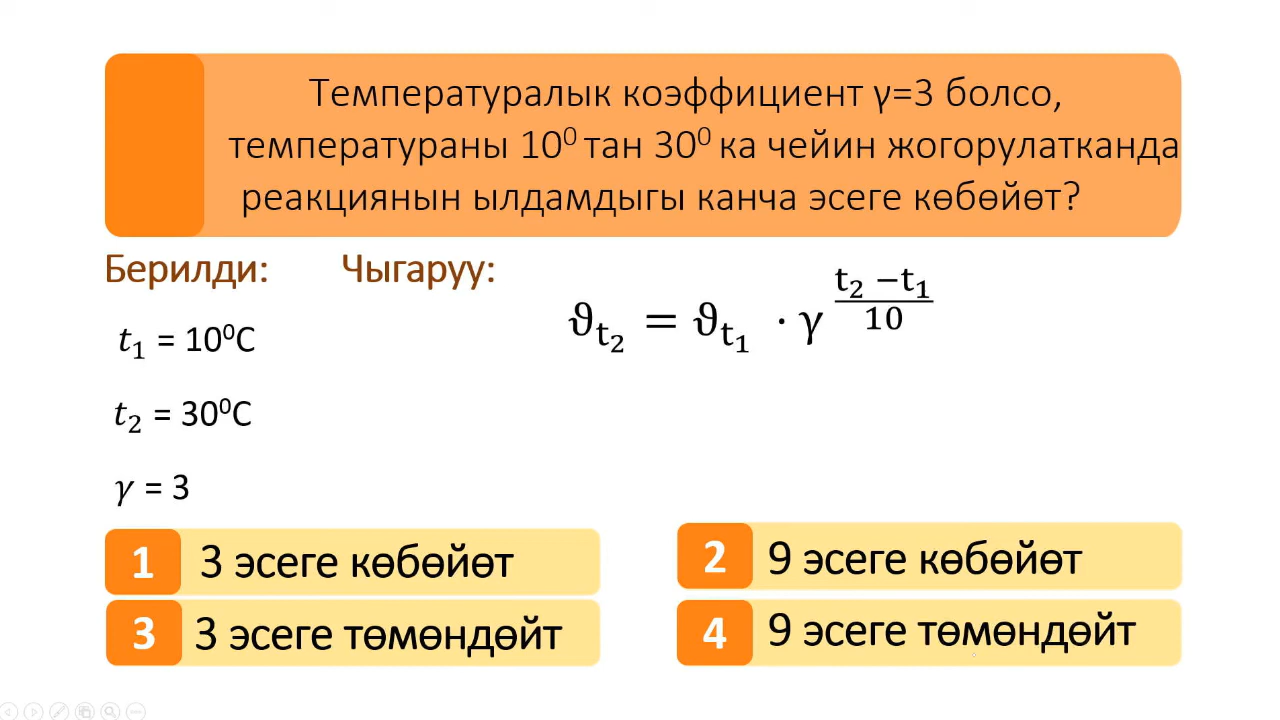 Температуралык коэффициент γ=3 болсо,
температураны 10⁰ тан 30⁰ ка чейин жогорулатканда
реакциянын ылдамдыгы канча эсеге көбөйөт?
Берилди: Чыгаруу:
t₁ = 10⁰C
t₂ = 30⁰C
γ = 3
ϑ_t₂ = ϑ_t₁ · γ^((t₂ −t₁)/10)
1 3 эсеге көбөйөт
2 9 эсеге көбөйөт
3 3 эсеге төмөндөйт
4 9 эсеге төмөндөйт